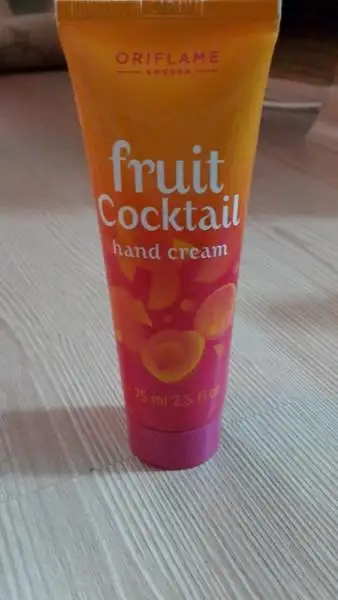 ORIFLAME
SWEDEN
fruit
Cocktail
hand cream
75 ml 2.5 fl oz